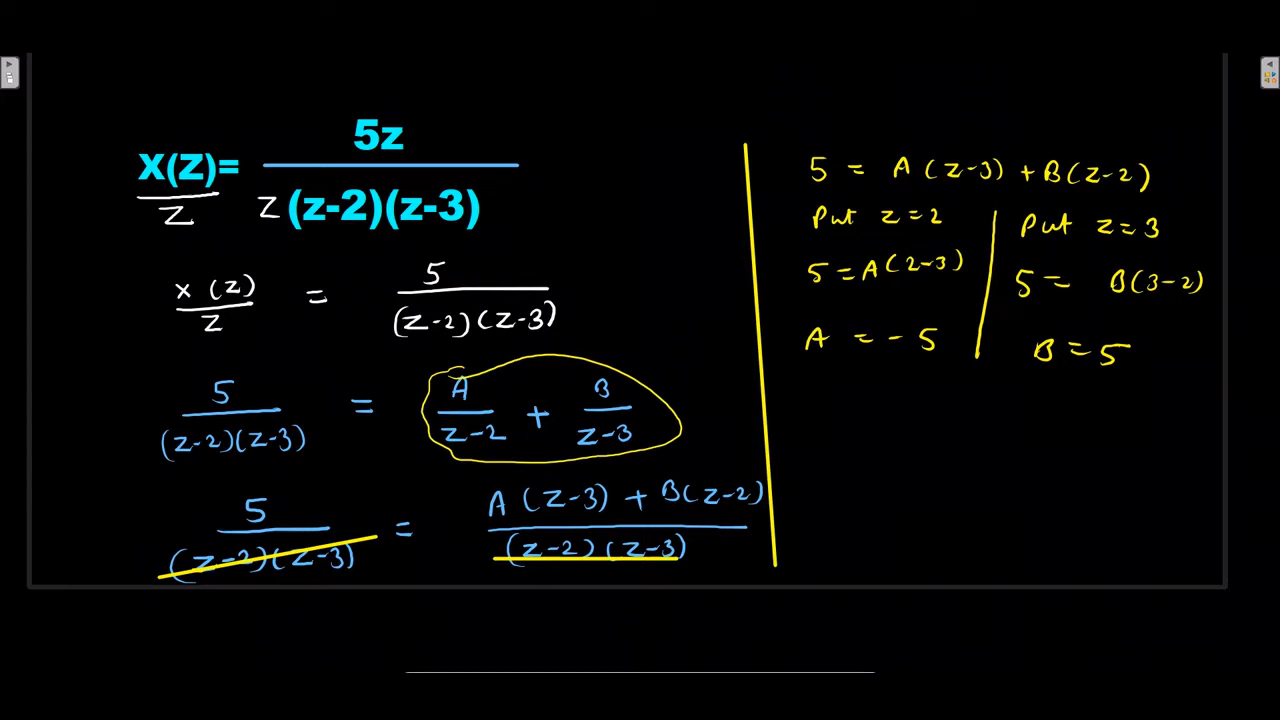 X(Z)/Z = 5z/(Z (z-2)(z-3))
X(Z)/Z = 5/((Z-2)(Z-3))
5/((Z-2)(Z-3)) = A/(Z-2) + B/(Z-3)
5/((Z-2)(Z-3)) = (A(Z-3)+B(Z-2))/((Z-2)(Z-3))
5 = A(Z-3)+B(Z-2)
Put Z=2
5=A(2-3)
A = -5
Put Z=3
5= B(3-2)
B=5